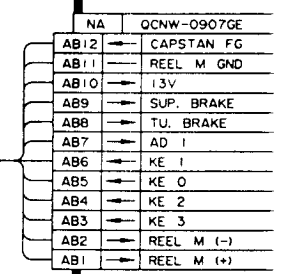 NA QCNW-0907GE
AB12 CAPSTAN FG
AB11 REEL M GND
AB10 13V
AB9 SUP. BRAKE
AB8 TU. BRAKE
AB7 AD 1
AB6 KE 1
AB5 KE 0
AB4 KE 2
AB3 KE 3
AB2 REEL M (-)
AB1 REEL M (+)